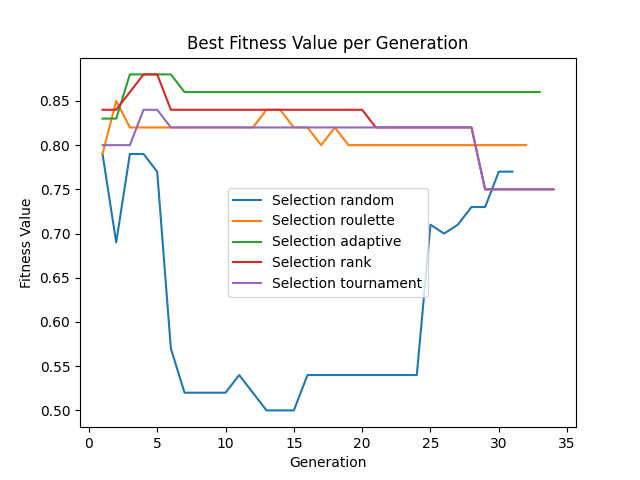 Best Fitness Value per Generation
Fitness Value
0.85
0.80
0.75
0.70
0.65
0.60
0.55
0.50
Selection random
Selection roulette
Selection adaptive
Selection rank
Selection tournament
0 5 10 15 20 25 30 35
Generation